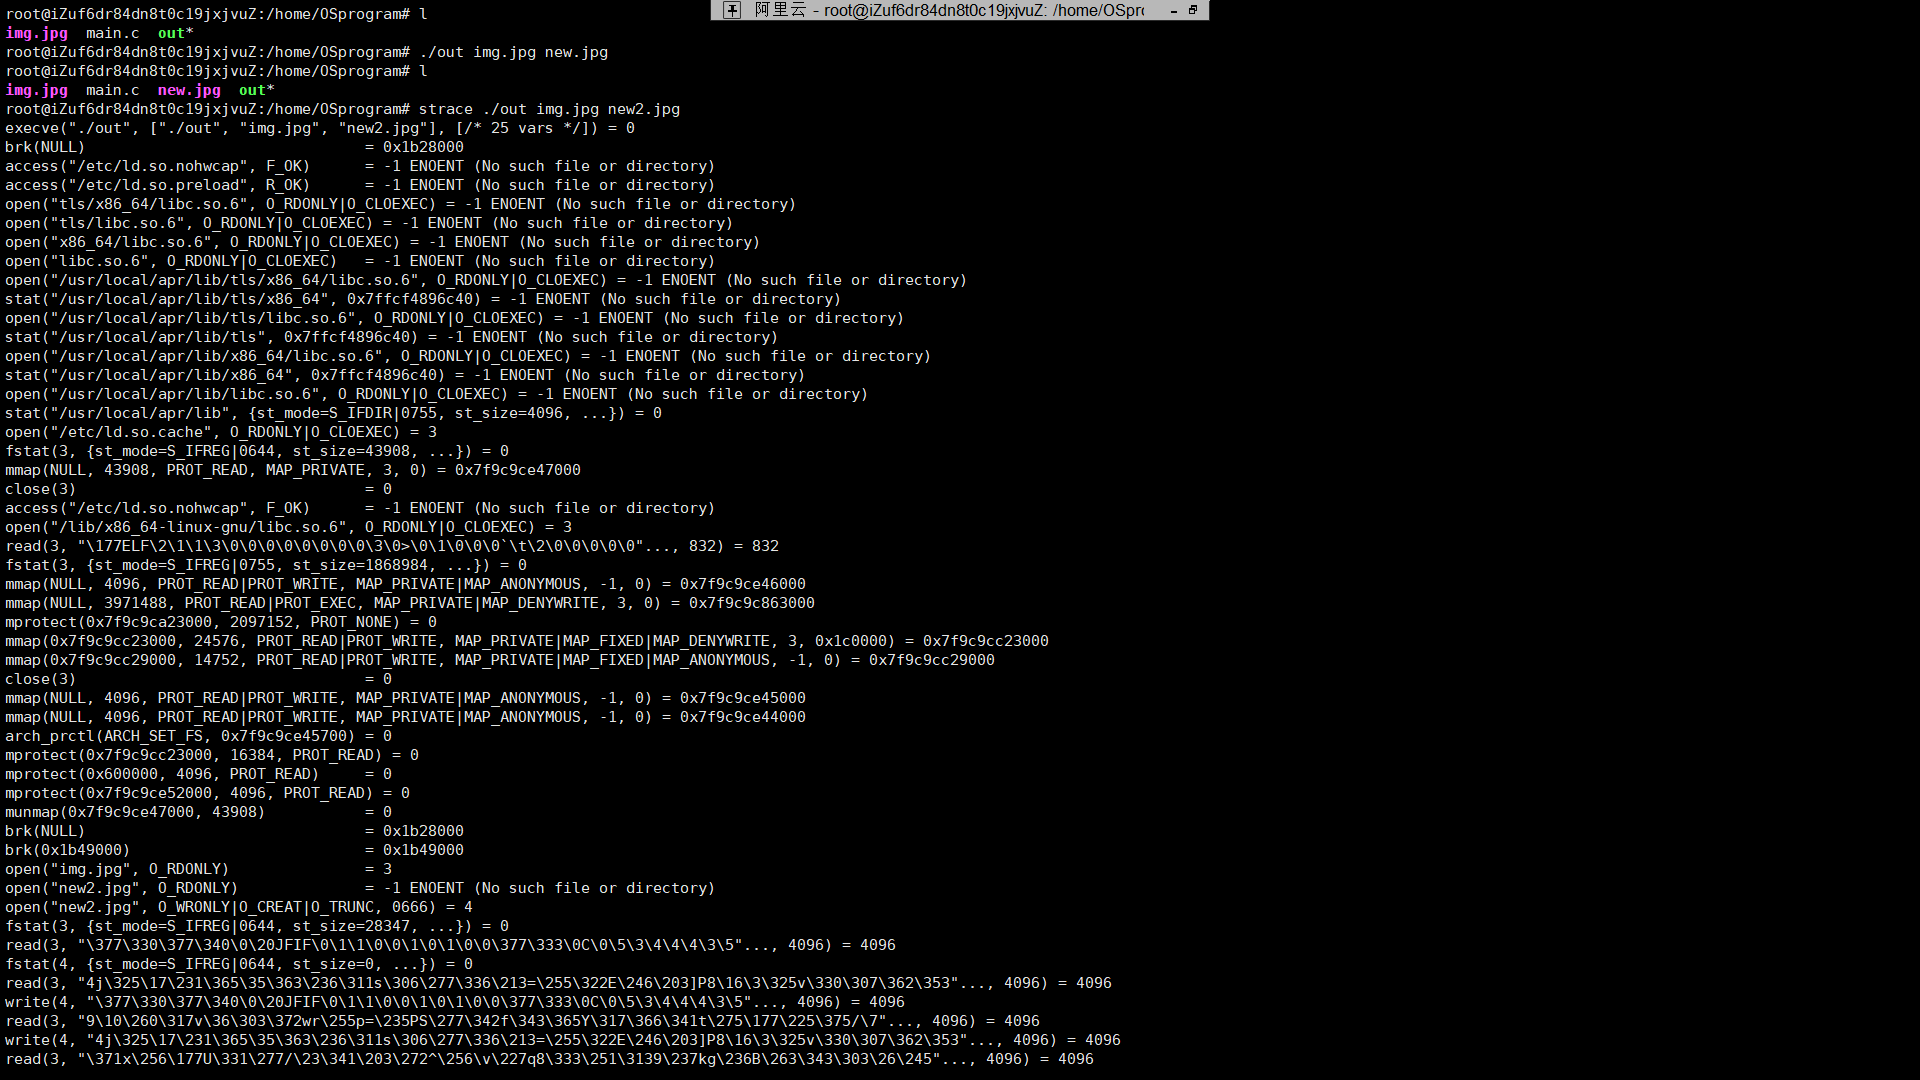 阿里云 - root@iZuf6dr84dn8t0c19jxjvuZ: /home/OSpr
root@iZuf6dr84dn8t0c19jxjvuZ:/home/OSprogram# l
img.jpg  main.c  out*
root@iZuf6dr84dn8t0c19jxjvuZ:/home/OSprogram# ./out img.jpg new.jpg
root@iZuf6dr84dn8t0c19jxjvuZ:/home/OSprogram# l
img.jpg  main.c  new.jpg  out*
root@iZuf6dr84dn8t0c19jxjvuZ:/home/OSprogram# strace ./out img.jpg new2.jpg
execve("./out", ["./out", "img.jpg", "new2.jpg"], [/* 25 vars */]) = 0
brk(NULL)                               = 0x1b28000
access("/etc/ld.so.nohwcap", F_OK)      = -1 ENOENT (No such file or directory)
access("/etc/ld.so.preload", R_OK)      = -1 ENOENT (No such file or directory)
open("tls/x86_64/libc.so.6", O_RDONLY|O_CLOEXEC) = -1 ENOENT (No such file or directory)
open("tls/libc.so.6", O_RDONLY|O_CLOEXEC) = -1 ENOENT (No such file or directory)
open("x86_64/libc.so.6", O_RDONLY|O_CLOEXEC) = -1 ENOENT (No such file or directory)
open("libc.so.6", O_RDONLY|O_CLOEXEC)   = -1 ENOENT (No such file or directory)
open("/usr/local/apr/lib/tls/x86_64/libc.so.6", O_RDONLY|O_CLOEXEC) = -1 ENOENT (No such file or directory)
stat("/usr/local/apr/lib/tls/x86_64", 0x7ffcf4896c40) = -1 ENOENT (No such file or directory)
open("/usr/local/apr/lib/tls/libc.so.6", O_RDONLY|O_CLOEXEC) = -1 ENOENT (No such file or directory)
stat("/usr/local/apr/lib/tls", 0x7ffcf4896c40) = -1 ENOENT (No such file or directory)
open("/usr/local/apr/lib/x86_64/libc.so.6", O_RDONLY|O_CLOEXEC) = -1 ENOENT (No such file or directory)
stat("/usr/local/apr/lib/x86_64", 0x7ffcf4896c40) = -1 ENOENT (No such file or directory)
open("/usr/local/apr/lib/libc.so.6", O_RDONLY|O_CLOEXEC) = -1 ENOENT (No such file or directory)
stat("/usr/local/apr/lib", {st_mode=S_IFDIR|0755, st_size=4096, ...}) = 0
open("/etc/ld.so.cache", O_RDONLY|O_CLOEXEC) = 3
fstat(3, {st_mode=S_IFREG|0644, st_size=43908, ...}) = 0
mmap(NULL, 43908, PROT_READ, MAP_PRIVATE, 3, 0) = 0x7f9c9ce47000
close(3)                                = 0
access("/etc/ld.so.nohwcap", F_OK)      = -1 ENOENT (No such file or directory)
open("/lib/x86_64-linux-gnu/libc.so.6", O_RDONLY|O_CLOEXEC) = 3
read(3, "\177ELF\2\1\1\3\0\0\0\0\0\0\0\0\3\0>\0\1\0\0\0`\t\2\0\0\0\0\0"..., 832) = 832
fstat(3, {st_mode=S_IFREG|0755, st_size=1868984, ...}) = 0
mmap(NULL, 4096, PROT_READ|PROT_WRITE, MAP_PRIVATE|MAP_ANONYMOUS, -1, 0) = 0x7f9c9ce46000
mmap(NULL, 3971488, PROT_READ|PROT_EXEC, MAP_PRIVATE|MAP_DENYWRITE, 3, 0) = 0x7f9c9c863000
mprotect(0x7f9c9ca23000, 2097152, PROT_NONE) = 0
mmap(0x7f9c9cc23000, 24576, PROT_READ|PROT_WRITE, MAP_PRIVATE|MAP_FIXED|MAP_DENYWRITE, 3, 0x1c0000) = 0x7f9c9cc23000
mmap(0x7f9c9cc29000, 14752, PROT_READ|PROT_WRITE, MAP_PRIVATE|MAP_FIXED|MAP_ANONYMOUS, -1, 0) = 0x7f9c9cc29000
close(3)                                = 0
mmap(NULL, 4096, PROT_READ|PROT_WRITE, MAP_PRIVATE|MAP_ANONYMOUS, -1, 0) = 0x7f9c9ce45000
mmap(NULL, 4096, PROT_READ|PROT_WRITE, MAP_PRIVATE|MAP_ANONYMOUS, -1, 0) = 0x7f9c9ce44000
arch_prctl(ARCH_SET_FS, 0x7f9c9ce45700) = 0
mprotect(0x7f9c9cc23000, 16384, PROT_READ) = 0
mprotect(0x600000, 4096, PROT_READ)     = 0
mprotect(0x7f9c9ce52000, 4096, PROT_READ) = 0
munmap(0x7f9c9ce47000, 43908)           = 0
brk(NULL)                               = 0x1b28000
brk(0x1b49000)                          = 0x1b49000
open("img.jpg", O_RDONLY)               = 3
open("new2.jpg", O_RDONLY)              = -1 ENOENT (No such file or directory)
open("new2.jpg", O_WRONLY|O_CREAT|O_TRUNC, 0666) = 4
fstat(3, {st_mode=S_IFREG|0644, st_size=28347, ...}) = 0
read(3, "\377\330\377\340\0\20JFIF\0\1\1\0\0\1\0\1\0\0\377\333\0C\0\5\3\4\4\4\3\5"..., 4096) = 4096
fstat(4, {st_mode=S_IFREG|0644, st_size=0, ...}) = 0
read(3, "4j\325\17\231\365\35\363\236\311s\306\277\336\213=\255\322E\246\203]P8\16\3\325v\330\307\362\353"..., 4096) = 4096
write(4, "\377\330\377\340\0\20JFIF\0\1\1\0\0\1\0\1\0\0\377\333\0C\0\5\3\4\4\4\3\5"..., 4096) = 4096
read(3, "9\10\260\317v\36\303\372wr\255p=\235PS\277\342f\343\365Y\317\366\341t\275\177\225\375/\7"..., 4096) = 4096
write(4, "4j\325\17\231\365\35\363\236\311s\306\277\336\213=\255\322E\246\203]P8\16\3\325v\330\307\362\353"..., 4096) = 4096
read(3, "\371x\256\177U\331\277/\23\341\203\272^\256\v\227q8\333\251\3139\237kg\236B\263\343\303\26\245"..., 4096) = 4096